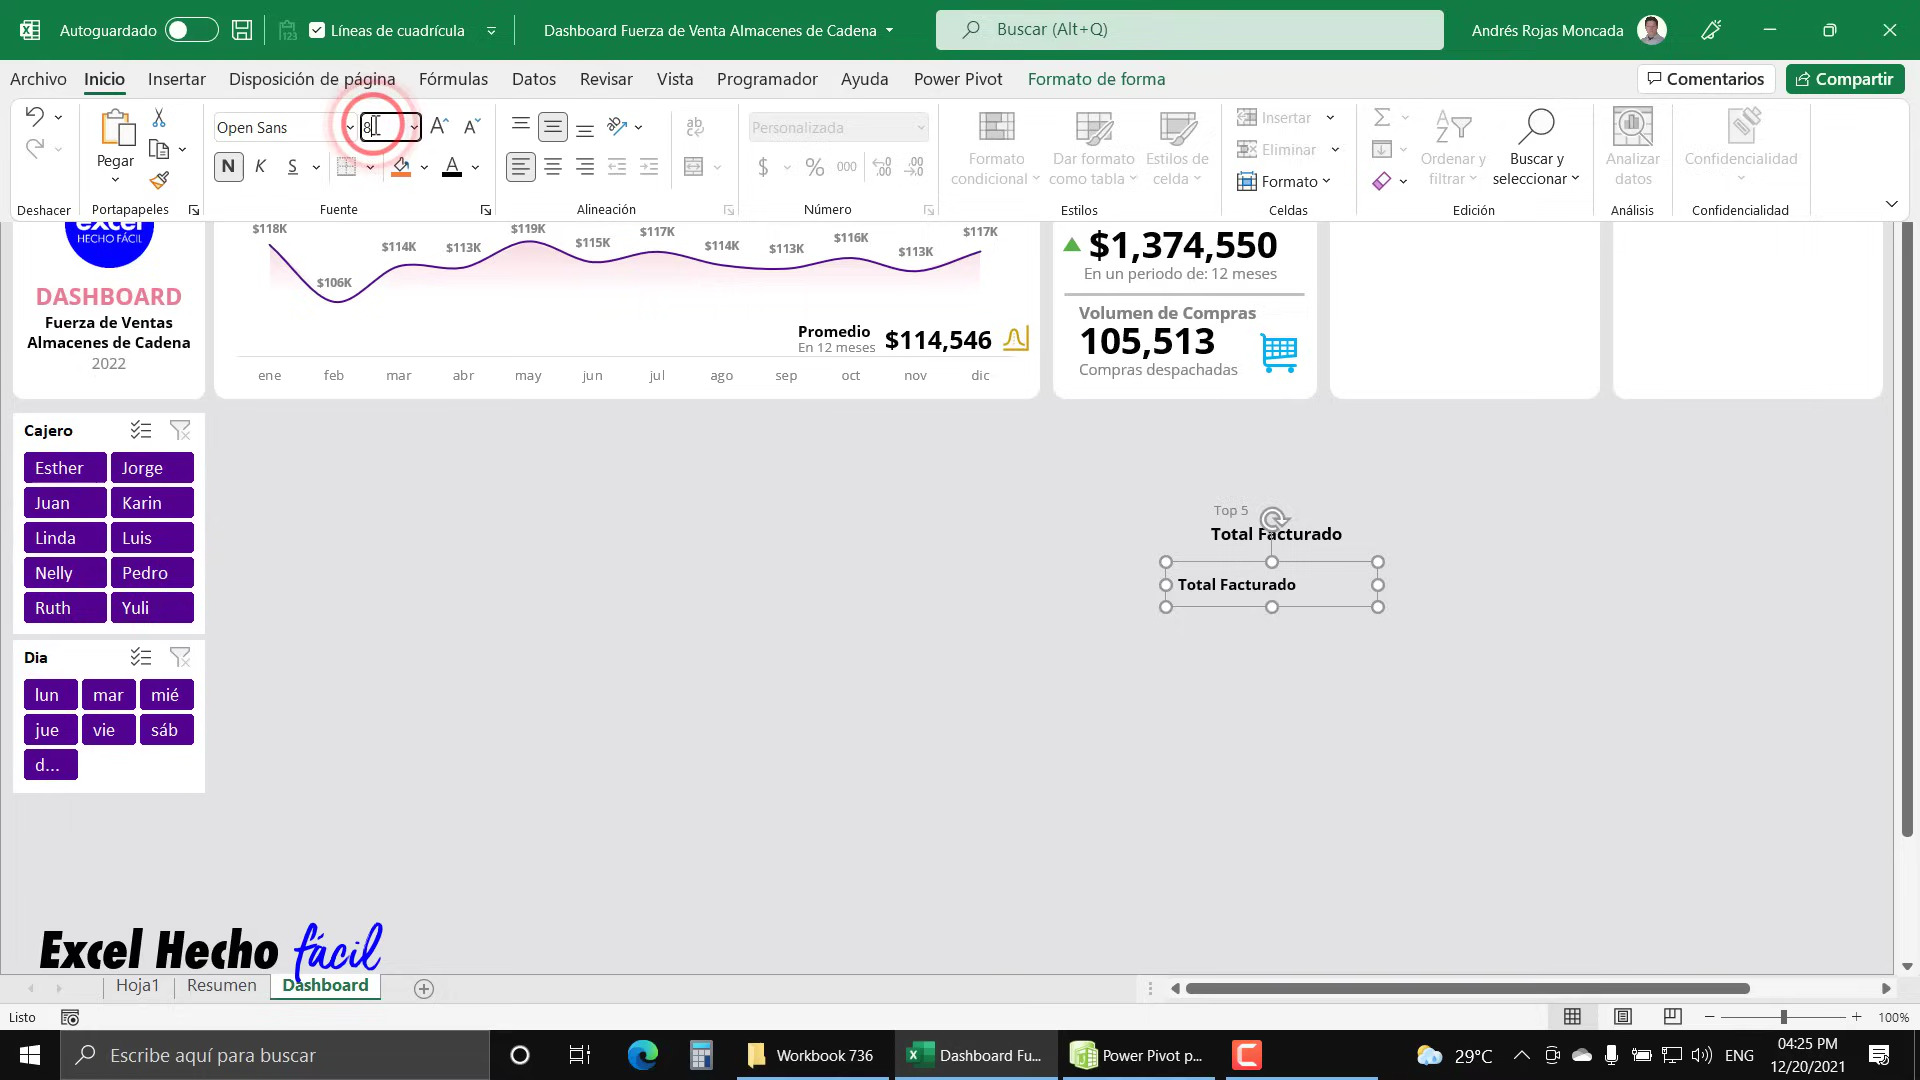 Autoguardado
Líneas de cuadrícula
Dashboard Fuerza de Venta Almacenes de Cadena
Buscar (Alt+Q)
Andrés Rojas Moncada
Archivo
Inicio
Insertar
Disposición de página
Fórmulas
Datos
Revisar
Vista
Programador
Ayuda
Power Pivot
Formato de forma
Comentarios
Compartir
Pegar
Open Sans
8
N K S
Personalizada
$ % 000
Formato condicional
Dar formato como tabla
Estilos de celda
Insertar
Eliminar
Formato
Ordenar y filtrar
Buscar y seleccionar
Analizar datos
Confidencialidad
Deshacer
Portapapeles
Fuente
Alineación
Número
Estilos
Celdas
Edición
Análisis
Confidencialidad
excel
HECHO FÁCIL
DASHBOARD
Fuerza de Ventas
Almacenes de Cadena
2022
$118K
$106K
$114K
$113K
$119K
$115K
$117K
$114K
$113K
$116K
$113K
$117K
Promedio
En 12 meses
$114,546
ene feb mar abr may jun jul ago sep oct nov dic
$1,374,550
En un periodo de: 12 meses
Volumen de Compras
105,513
Compras despachadas
Cajero
Esther Jorge
Juan Karin
Linda Luis
Nelly Pedro
Ruth Yuli
Dia
lun mar mié
jue vie sáb
d...
Top 5
Total Facturado
Total Facturado
Excel Hecho fácil
Hoja1
Resumen
Dashboard
Listo
100%
Escribe aquí para buscar
Workbook 736
Dashboard Fu...
Power Pivot p...
29°C
ENG
04:25 PM
12/20/2021